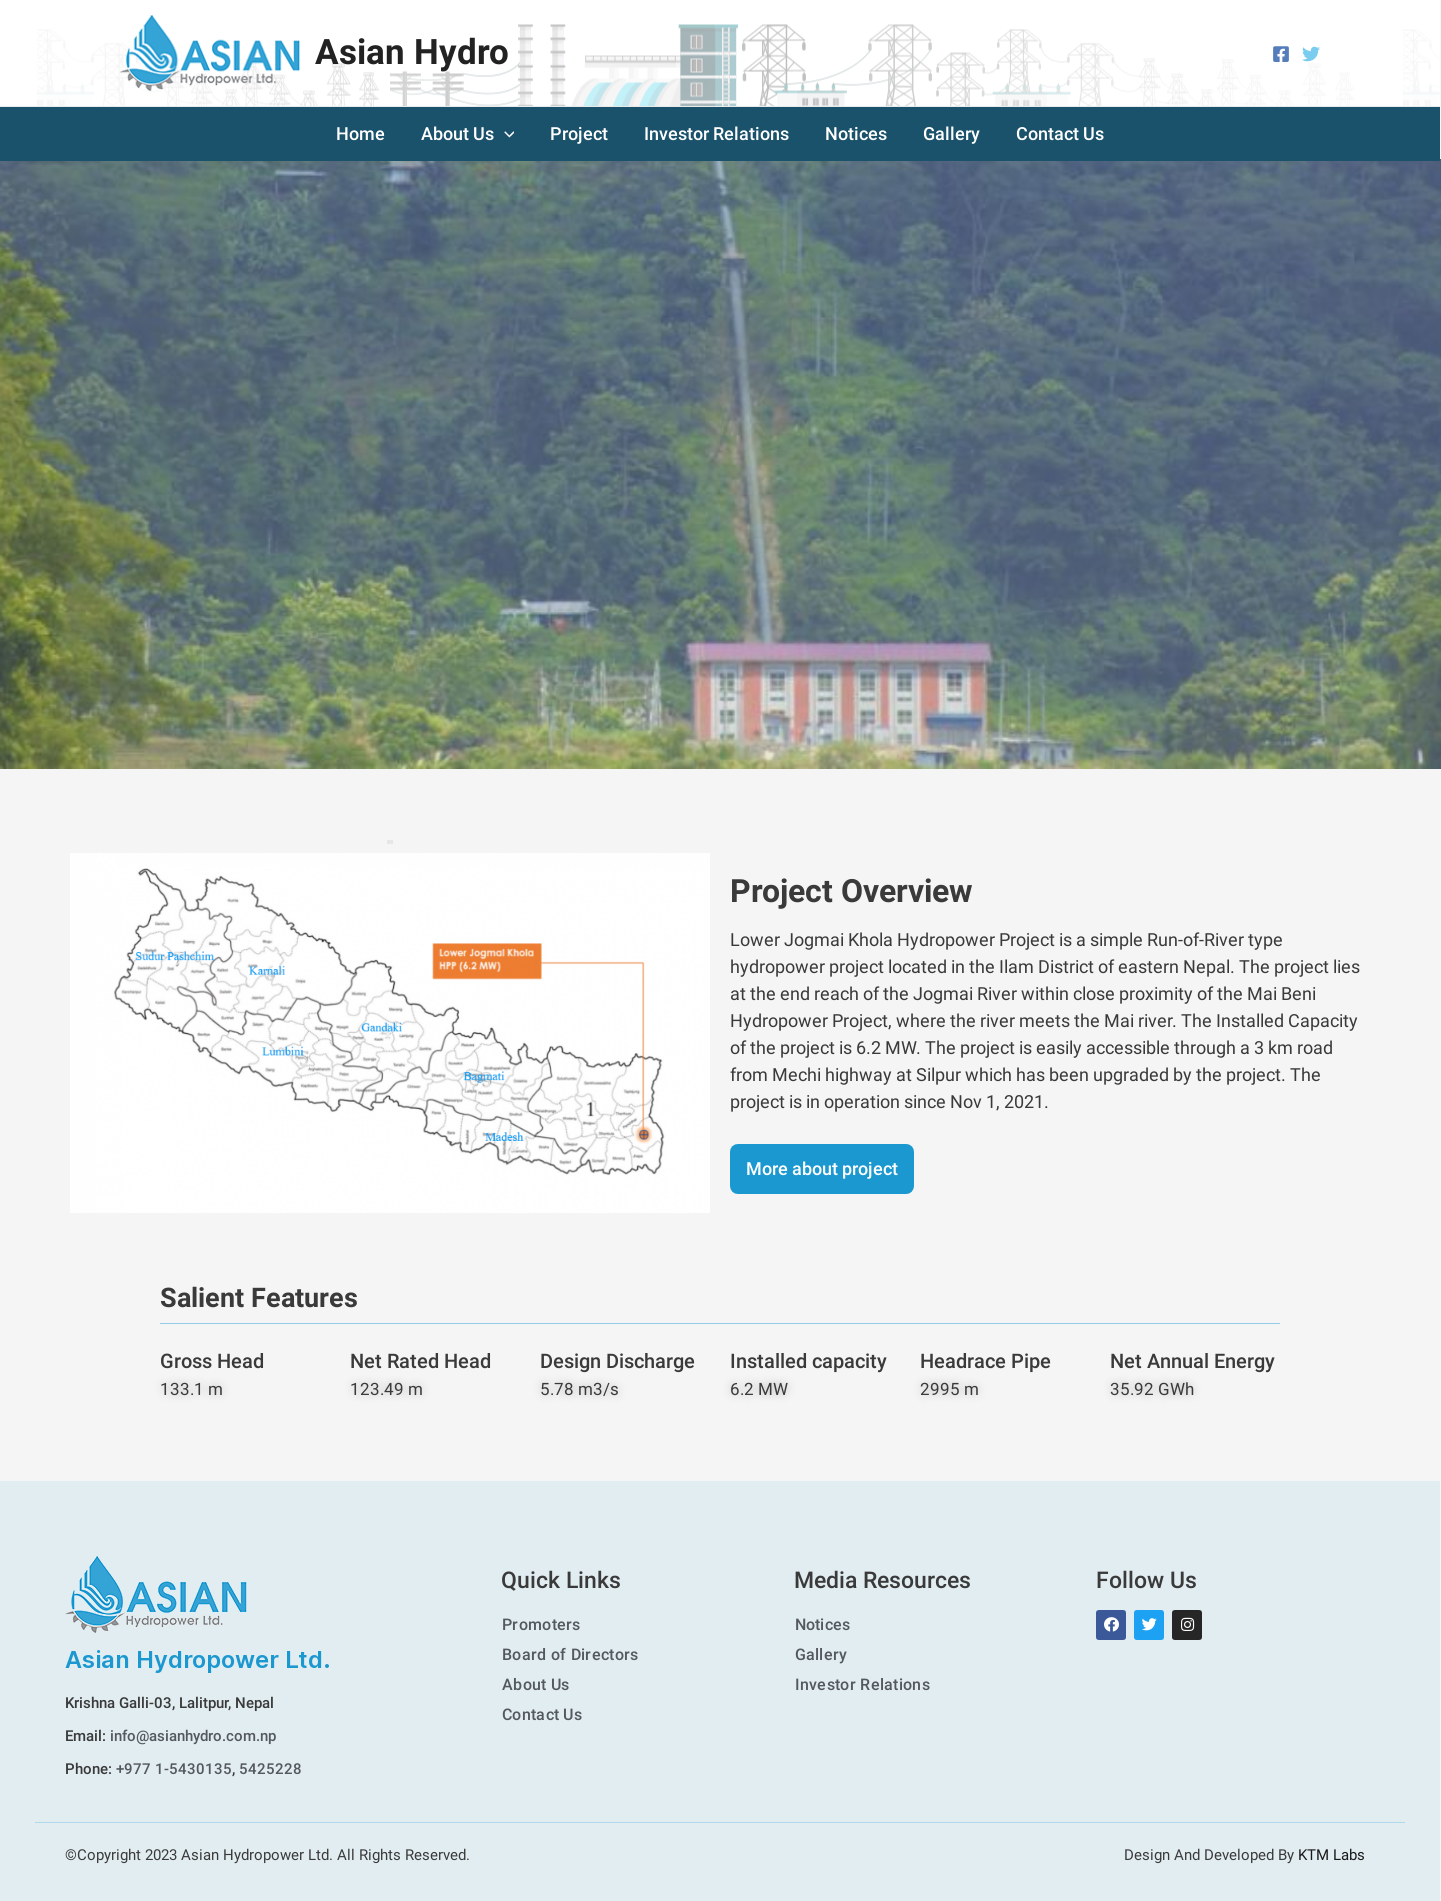 ASIAN
Hydropower Ltd.
Asian Hydro
Home
About Us
Project
Investor Relations
Notices
Gallery
Contact Us
Sudur Pashchim
Karnali
Lower Jogmai Khola
HPP (6.2 MW)
Gandaki
Lumbini
Bagmati
1
Madesh
Project Overview
Lower Jogmai Khola Hydropower Project is a simple Run-of-River type
hydropower project located in the Ilam District of eastern Nepal. The project lies
at the end reach of the Jogmai River within close proximity of the Mai Beni
Hydropower Project, where the river meets the Mai river. The Installed Capacity
of the project is 6.2 MW. The project is easily accessible through a 3 km road
from Mechi highway at Silpur which has been upgraded by the project. The
project is in operation since Nov 1, 2021.
More about project
Salient Features
Gross Head
133.1 m
Net Rated Head
123.49 m
Design Discharge
5.78 m3/s
Installed capacity
6.2 MW
Headrace Pipe
2995 m
Net Annual Energy
35.92 GWh
ASIAN
Hydropower Ltd.
Asian Hydropower Ltd.
Krishna Galli-03, Lalitpur, Nepal
Email: info@asianhydro.com.np
Phone: +977 1-5430135, 5425228
Quick Links
Promoters
Board of Directors
About Us
Contact Us
Media Resources
Notices
Gallery
Investor Relations
Follow Us
©Copyright 2023 Asian Hydropower Ltd. All Rights Reserved.
Design And Developed By KTM Labs